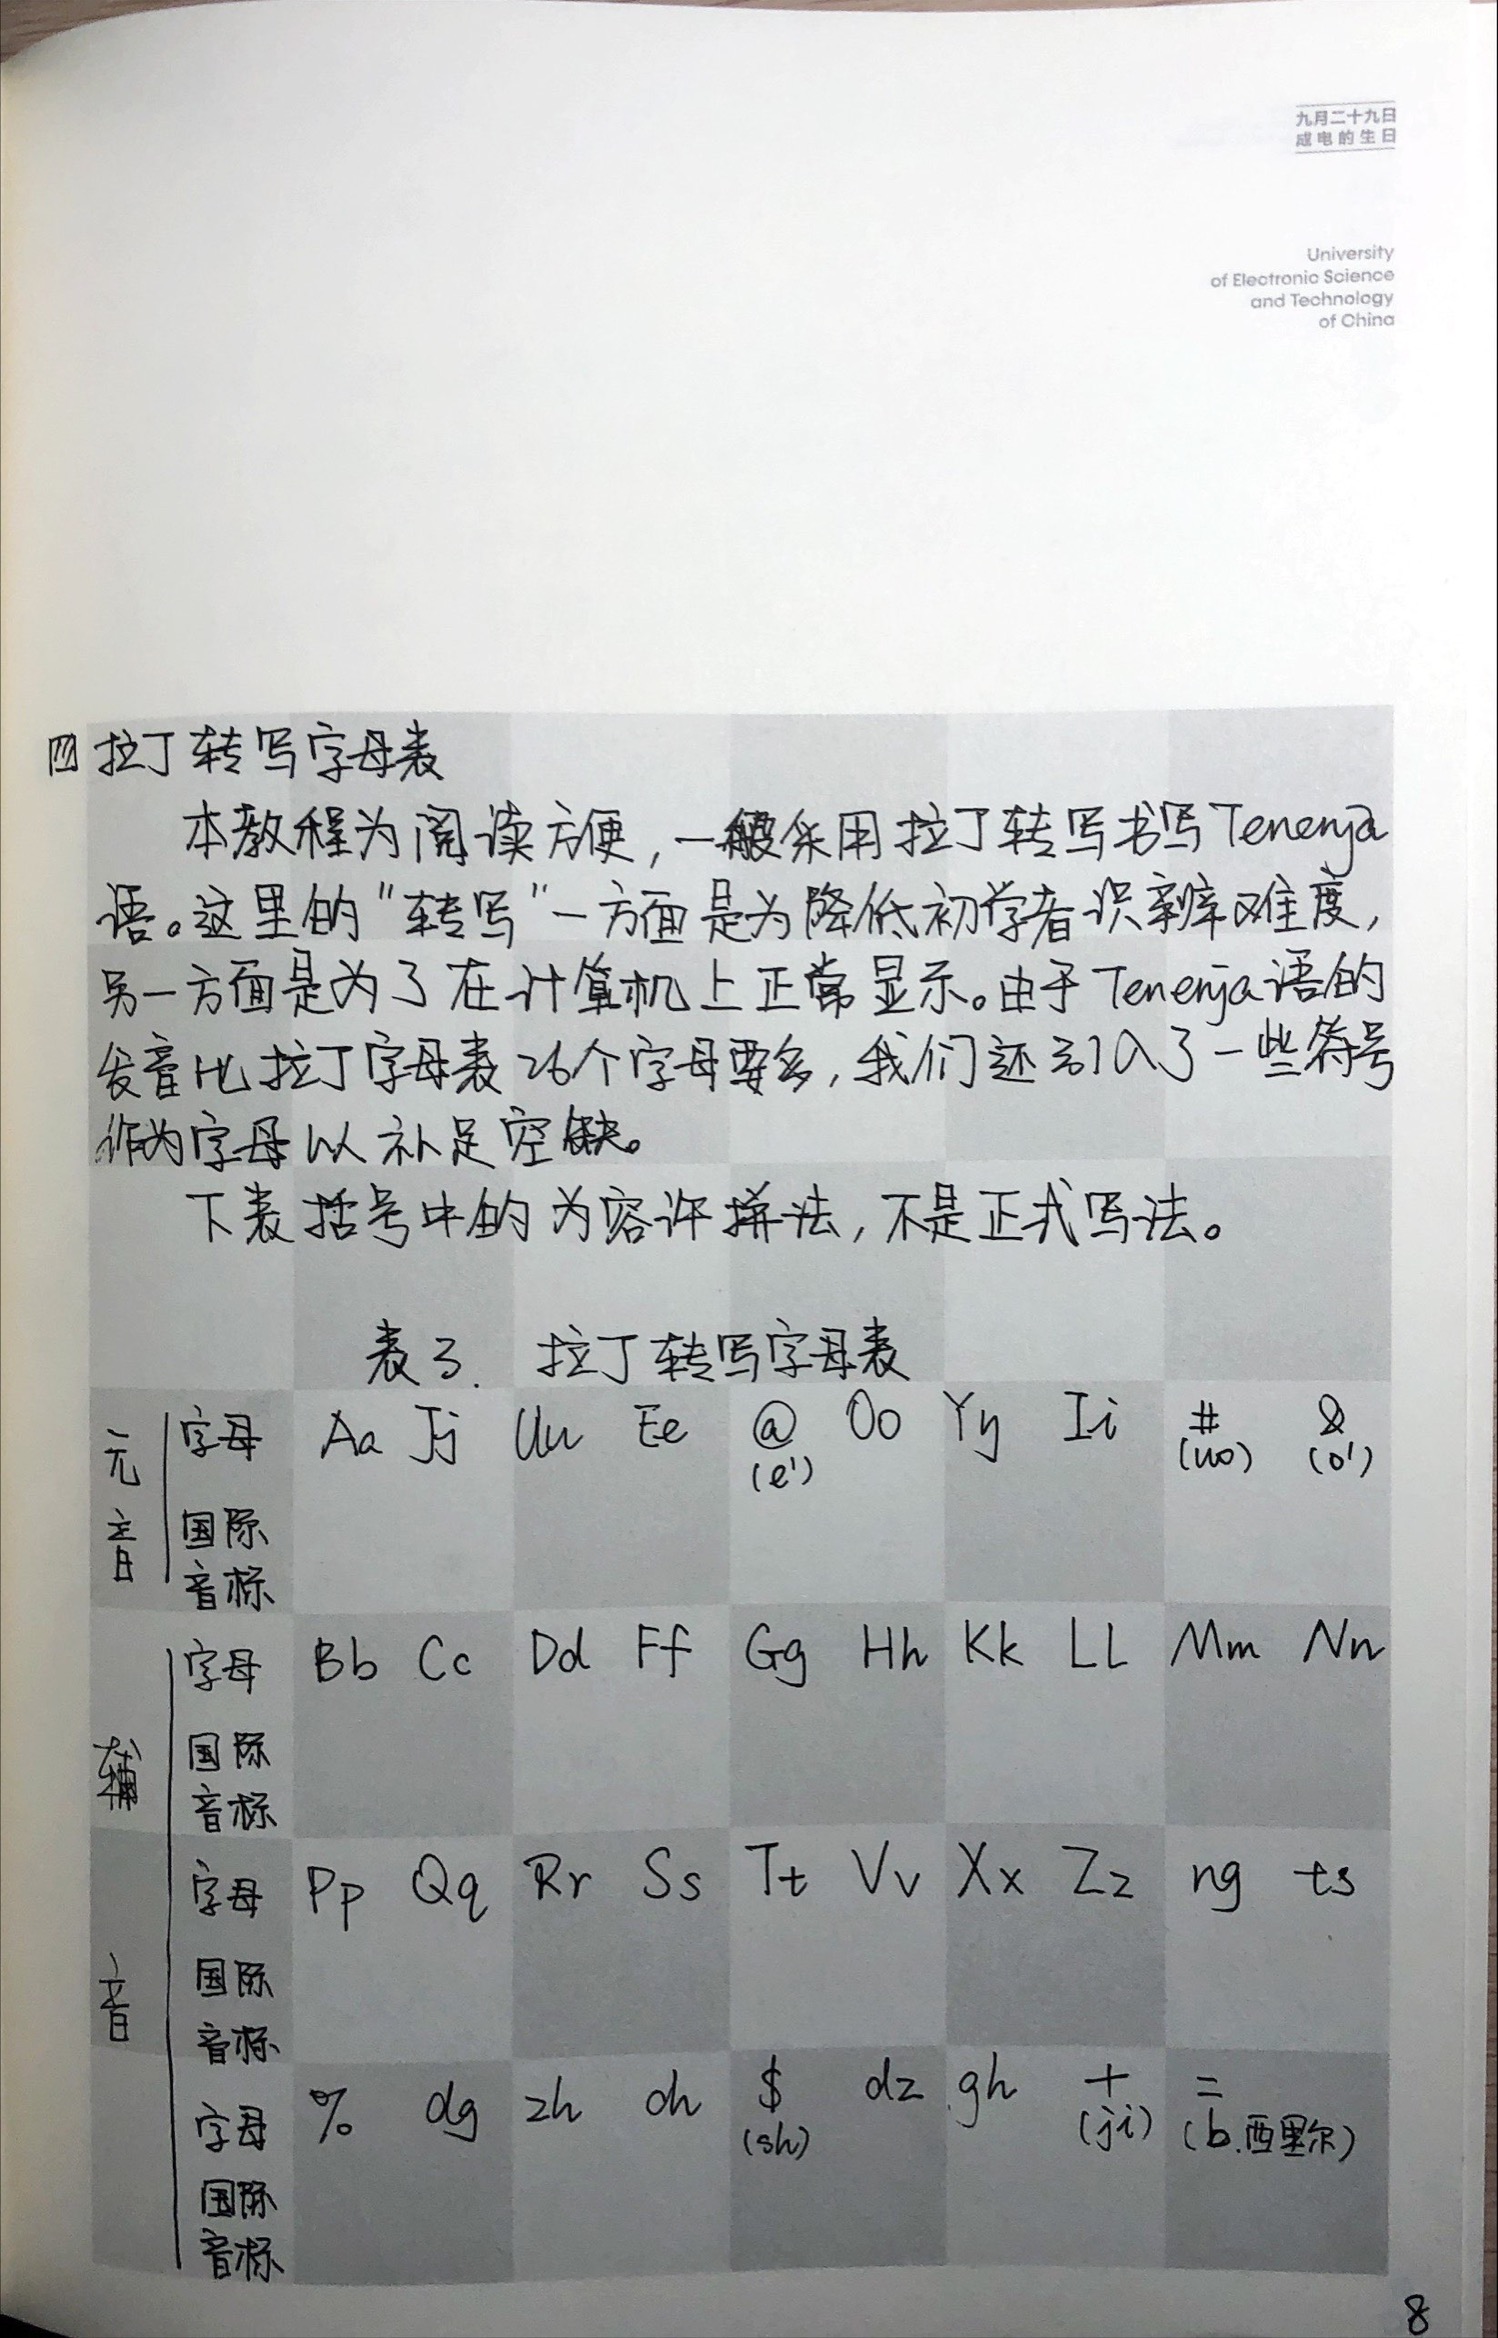 九月二十九日
成电的生日
University
of Electronic Science
and Technology
of China
四 拉丁转写字母表
本教程为阅读方便，一般采用拉丁转写书写Tenenja
语。这里的"转写"一方面是为降低初学者识辨难度，
另一方面是为了在计算机上正常显示。由于Tenenja语的
发音比拉丁字母表26个字母要多，我们还引入了一些符号
作为字母以补足空缺。
下表括号中的为容许拼法，不是正式写法。
表3. 拉丁转写字母表
元音
字母 Aa Jj Uu Ee @ Oo Yy Ii # &
(e') (uo) (o')
国际
音标
辅音
字母 Bb Cc Dd Ff Gg Hh Kk Ll Mm Nn
国际
音标
字母 Pp Qq Rr Ss Tt Vv Xx Zz ng ts
国际
音标
字母 % dg zh dh $ dz gh + =
(sh) (ji) (b.西里尔)
国际
音标
8